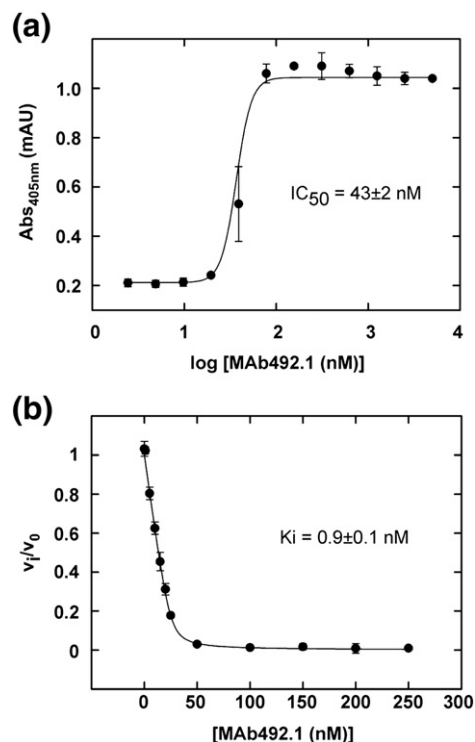 (a)
Abs405nm (mAU)
1.0
0.8
0.6
0.4
0.2
IC50 = 43±2 nM
0 1 2 3 4
log [MAb492.1 (nM)]
(b)
vi/v0
1
0.8
0.6
0.4
0.2
0
Ki = 0.9±0.1 nM
0 50 100 150 200 250 300
[MAb492.1 (nM)]